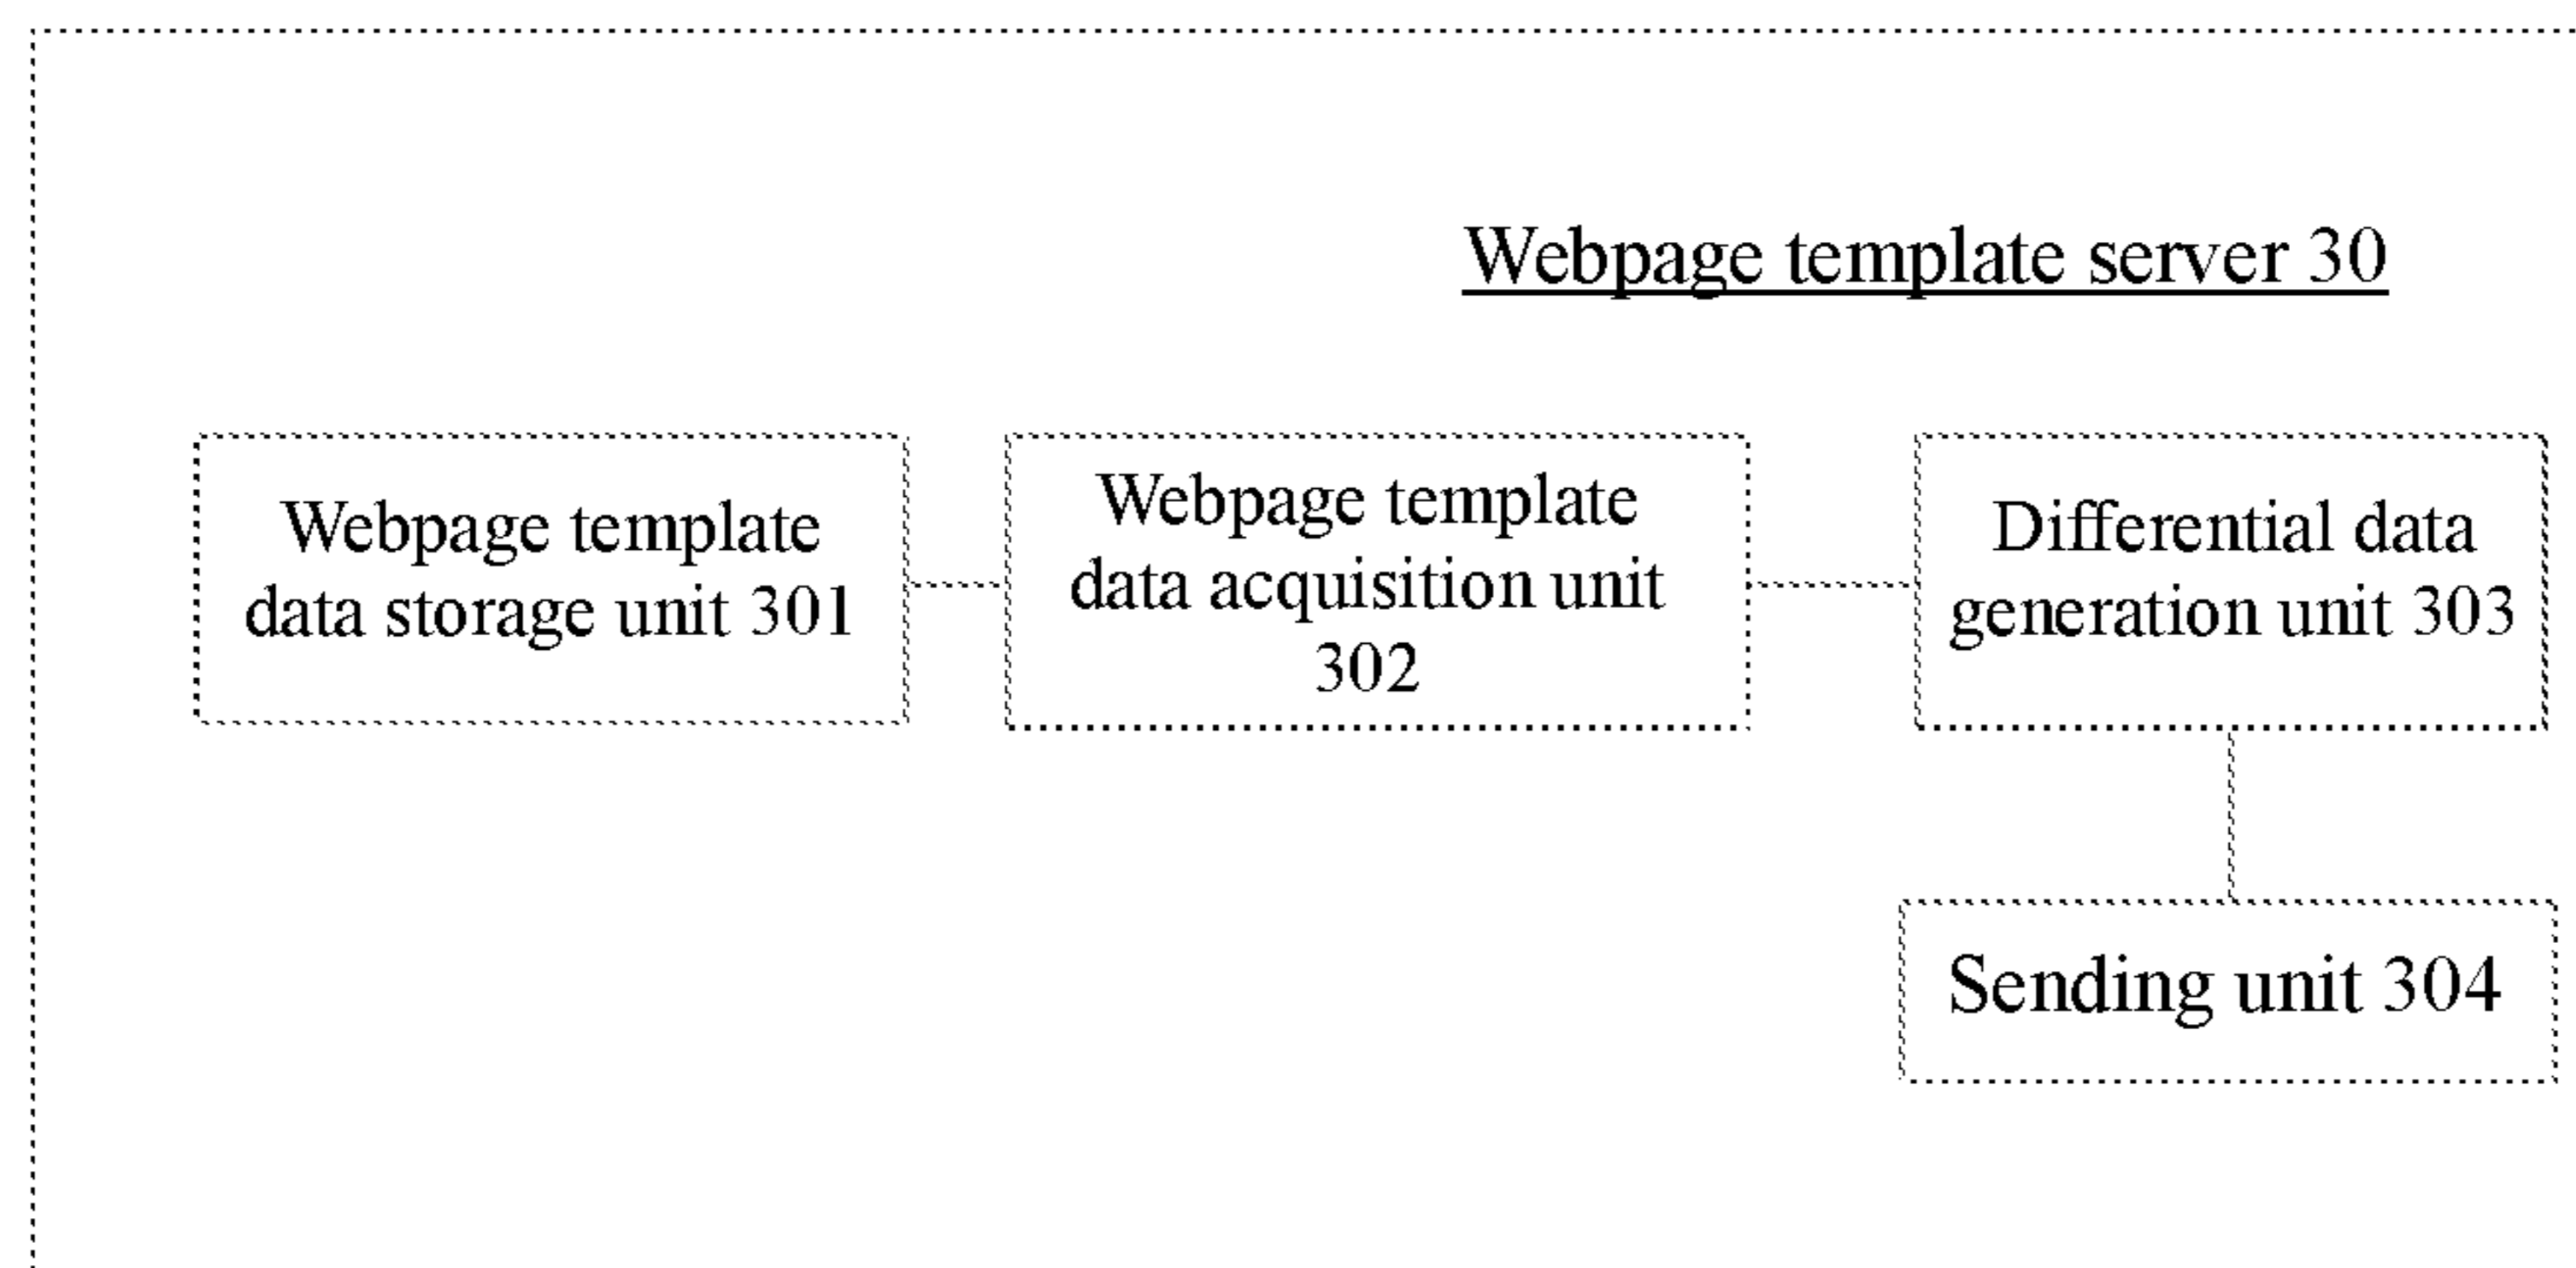 Webpage template server 30
Webpage template
data storage unit 301
Webpage template
data acquisition unit
302
Differential data
generation unit 303
Sending unit 304